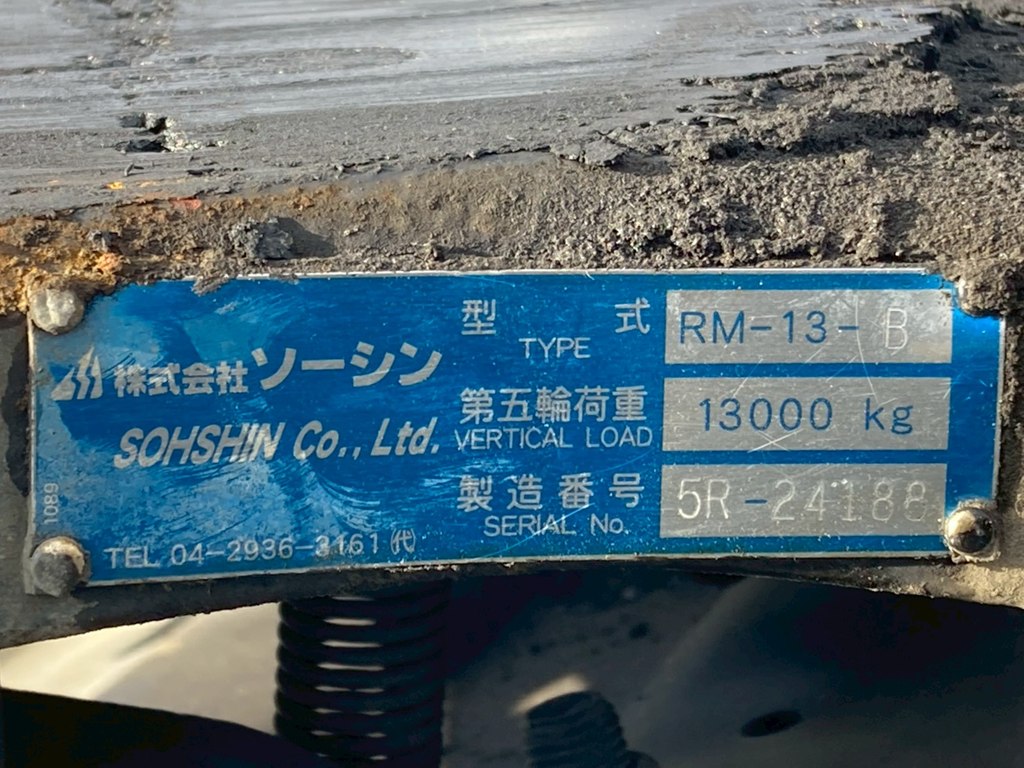 株式会社ソーシン
SOHSHIN Co., Ltd.
TEL 04-2936-3161 (代)
1089
型式 RM-13-B
TYPE
第五輪荷重 13000 kg
VERTICAL LOAD
製造番号 5R-24188
SERIAL No.